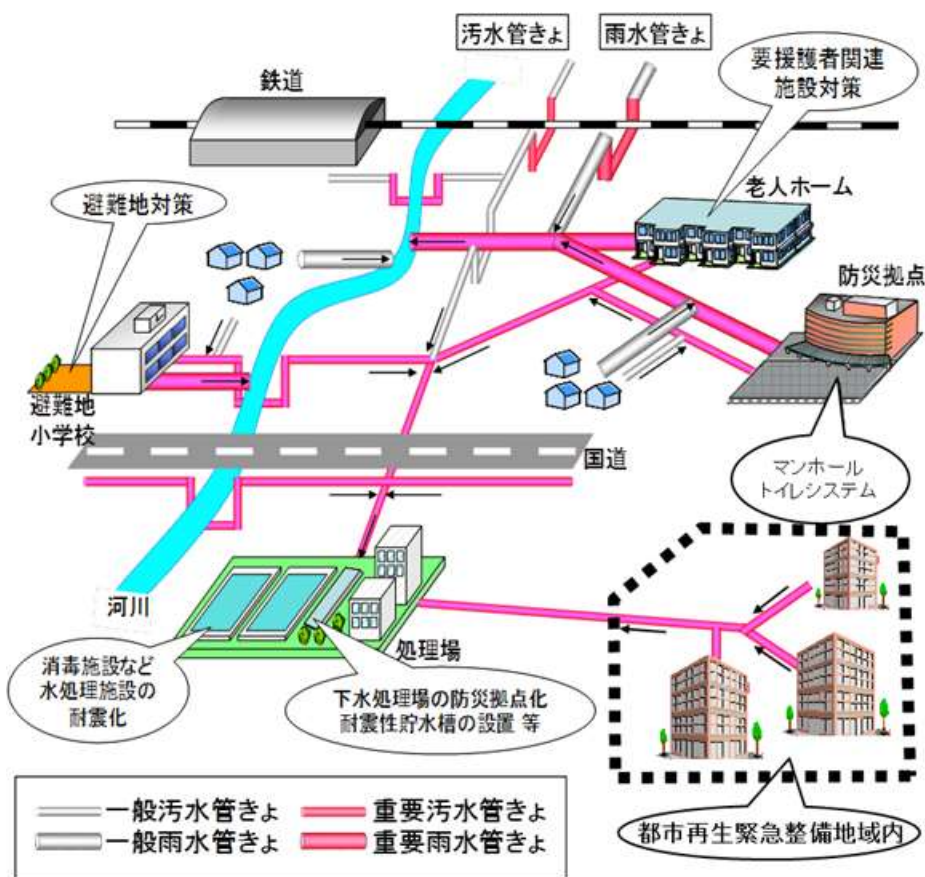 汚水管きょ
雨水管きょ
要援護者関連
施設対策
鉄道
老人ホーム
避難地対策
防災拠点
避難地
小学校
国道
マンホール
トイレシステム
河川
処理場
消毒施設など
水処理施設の
耐震化
下水処理場の防災拠点化
耐震性貯水槽の設置 等
都市再生緊急整備地域内
一般汚水管きょ
重要汚水管きょ
一般雨水管きょ
重要雨水管きょ